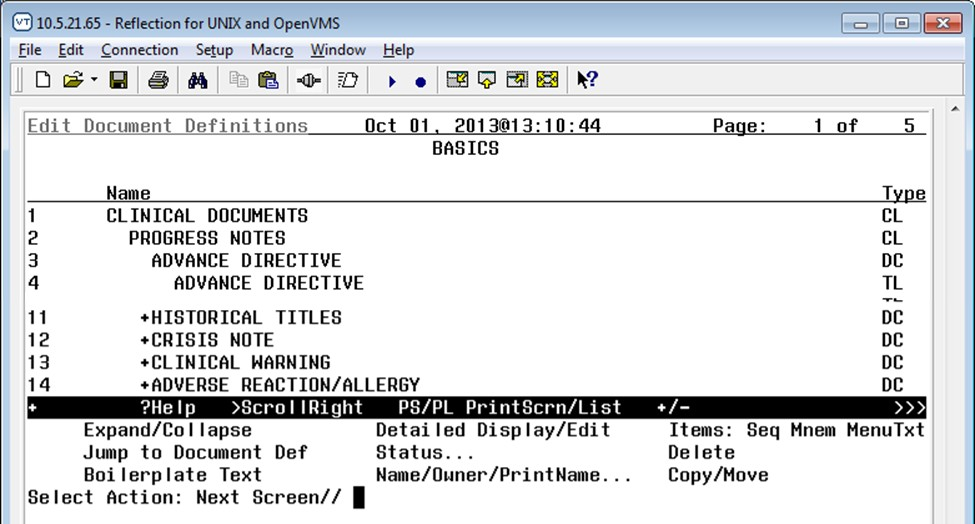 10.5.21.65 - Reflection for UNIX and OpenVMS
File Edit Connection Setup Macro Window Help
Edit Document Definitions Oct 01, 2013@13:10:44 Page: 1 of 5
BASICS
Name Type
1 CLINICAL DOCUMENTS CL
2 PROGRESS NOTES CL
3 ADVANCE DIRECTIVE DC
4 ADVANCE DIRECTIVE TL
11 +HISTORICAL TITLES DC
12 +CRISIS NOTE DC
13 +CLINICAL WARNING DC
14 +ADVERSE REACTION/ALLERGY DC
+ ?Help >ScrollRight PS/PL PrintScrn/List +/- >>>
Expand/Collapse Detailed Display/Edit Items: Seq Mnem MenuTxt
Jump to Document Def Status... Delete
Boilerplate Text Name/Owner/PrintName... Copy/Move
Select Action: Next Screen//